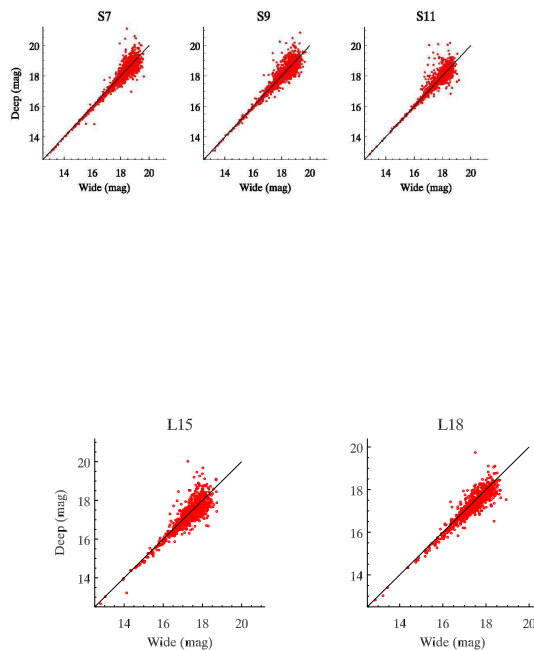 S7 S9 S11
20 20 20
18 18 18
16 16 16
14 14 14
Deep (mag)
14 16 18 20 14 16 18 20 14 16 18 20
Wide (mag) Wide (mag) Wide (mag)
L15 L18
20 20
18 18
16 16
14 14
Deep (mag) Deep (mag)
14 16 18 20 14 16 18 20
Wide (mag) Wide (mag)